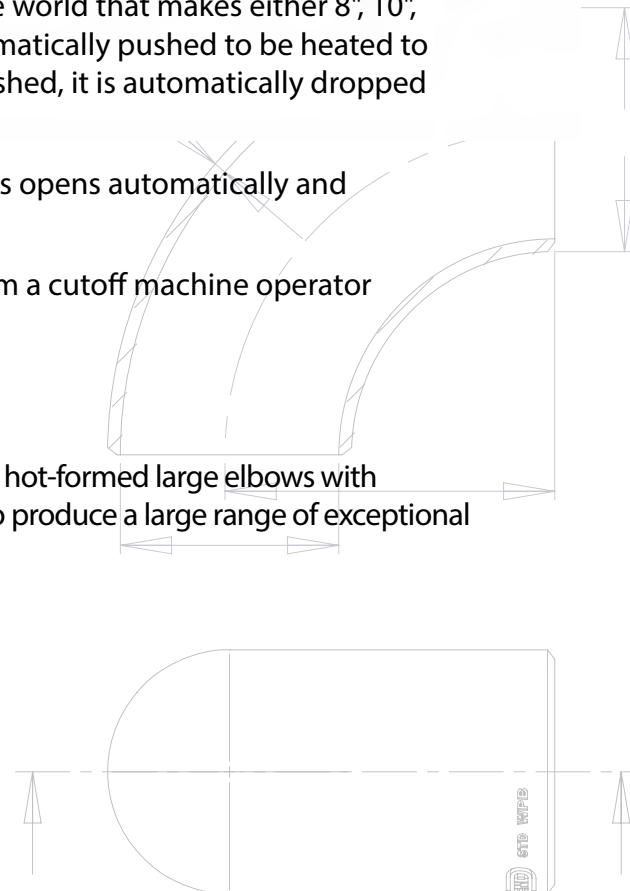 e world that makes either 8", 10",
matically pushed to be heated to
shed, it is automatically dropped
s opens automatically and
m a cutoff machine operator
hot-formed large elbows with
o produce a large range of exceptional
STD WPB